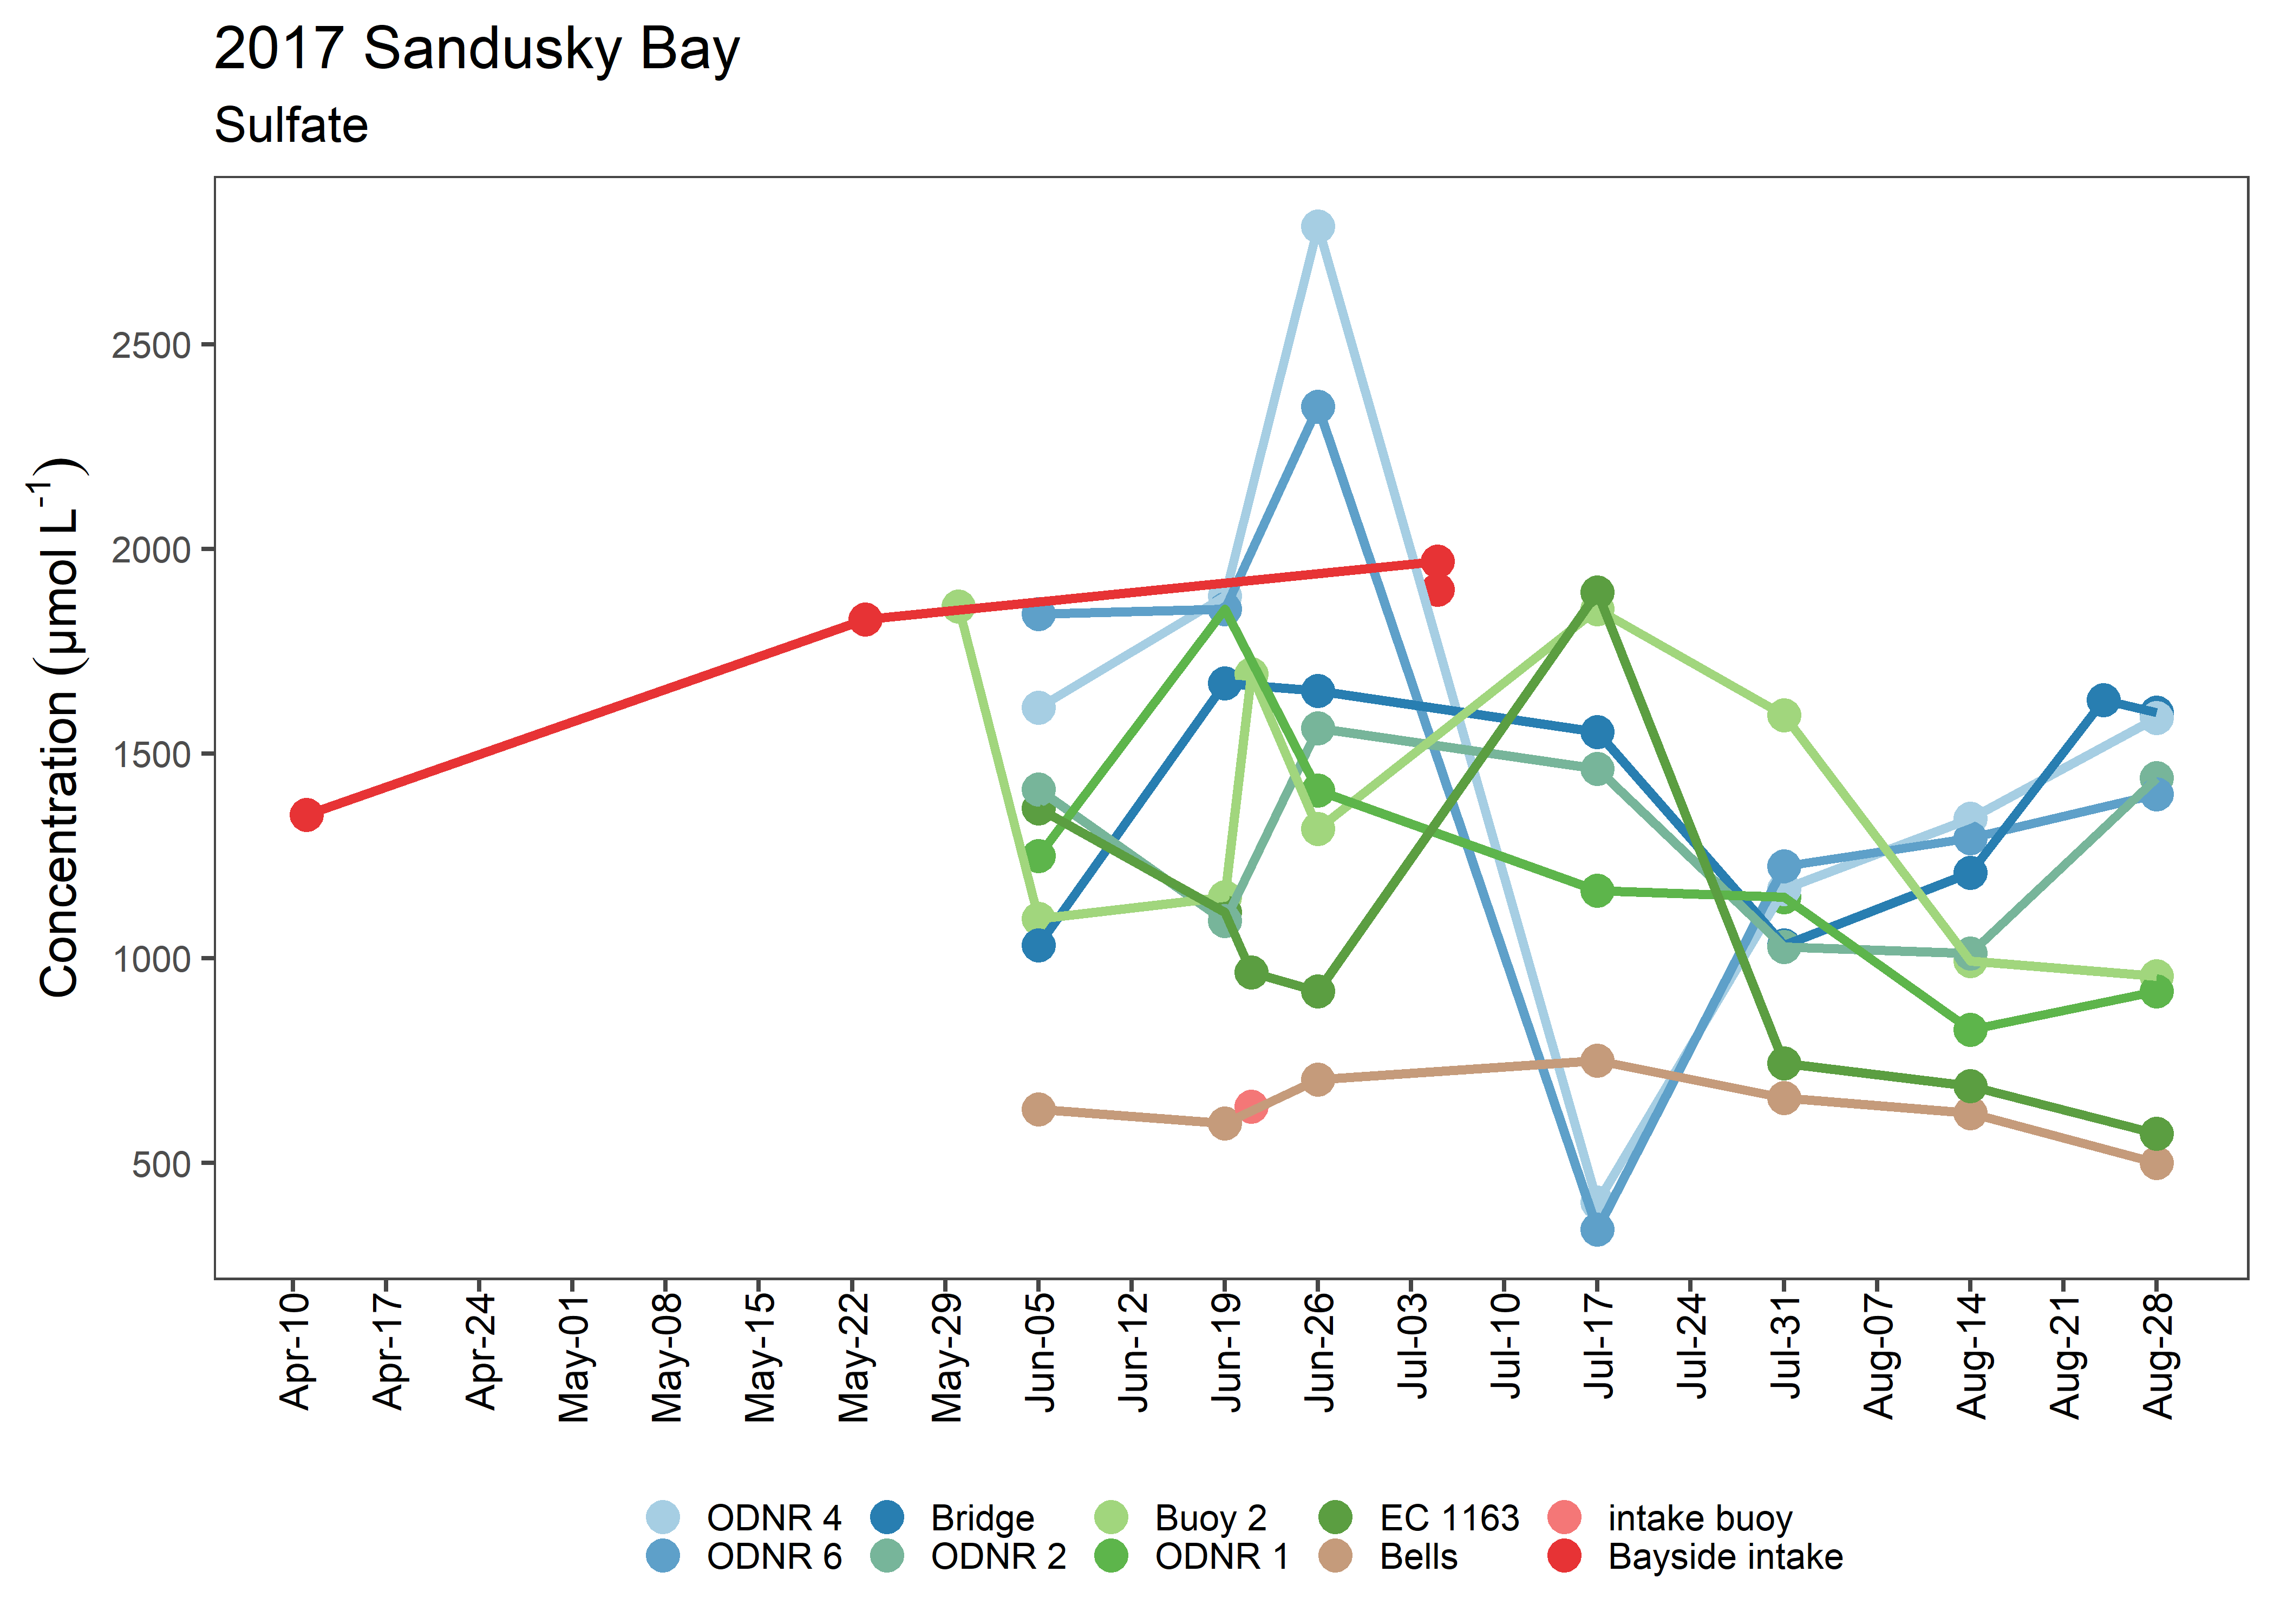 2017 Sandusky Bay
Sulfate
Concentration (µmol L⁻¹)
2500
2000
1500
1000
500
Apr-10
Apr-17
Apr-24
May-01
May-08
May-15
May-22
May-29
Jun-05
Jun-12
Jun-19
Jun-26
Jul-03
Jul-10
Jul-17
Jul-24
Jul-31
Aug-07
Aug-14
Aug-21
Aug-28
ODNR 4
Bridge
Buoy 2
EC 1163
intake buoy
ODNR 6
ODNR 2
ODNR 1
Bells
Bayside intake